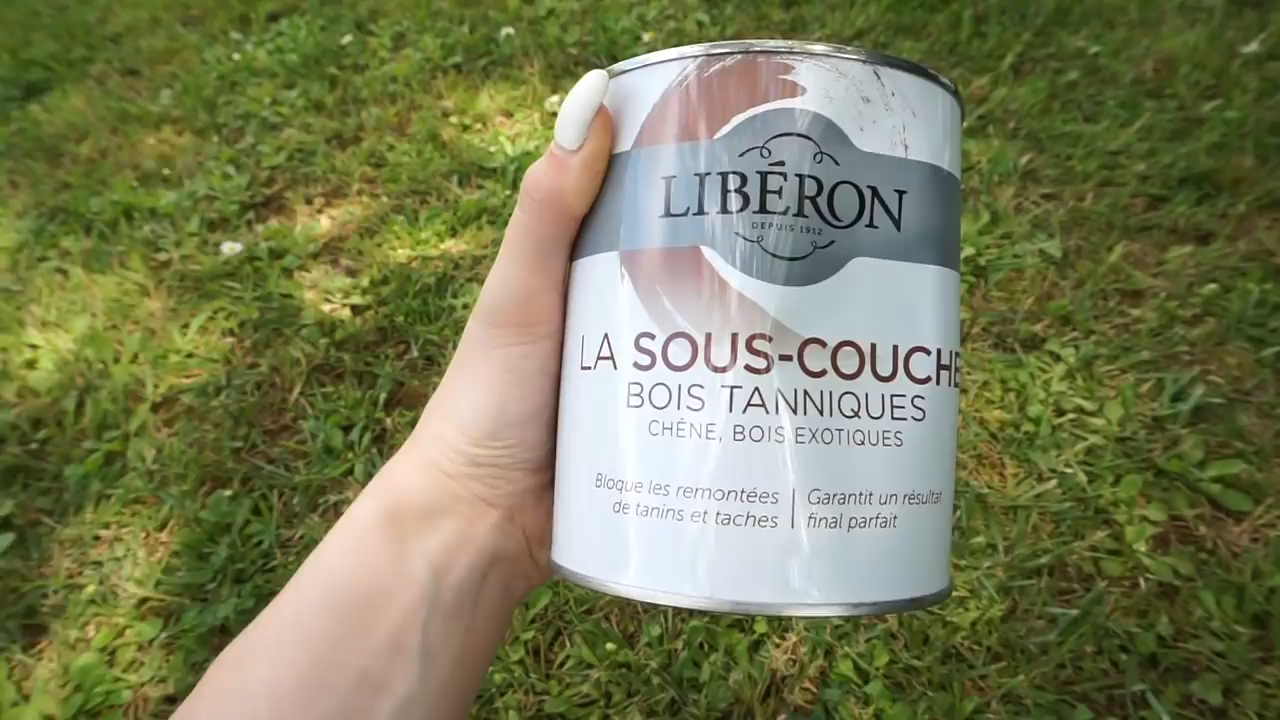 LIBÉRON
DEPUIS 1912
LA SOUS-COUCHE
BOIS TANNIQUES
CHÊNE, BOIS EXOTIQUES
Bloque les remontées
de tanins et taches
Garantit un résultat
final parfait